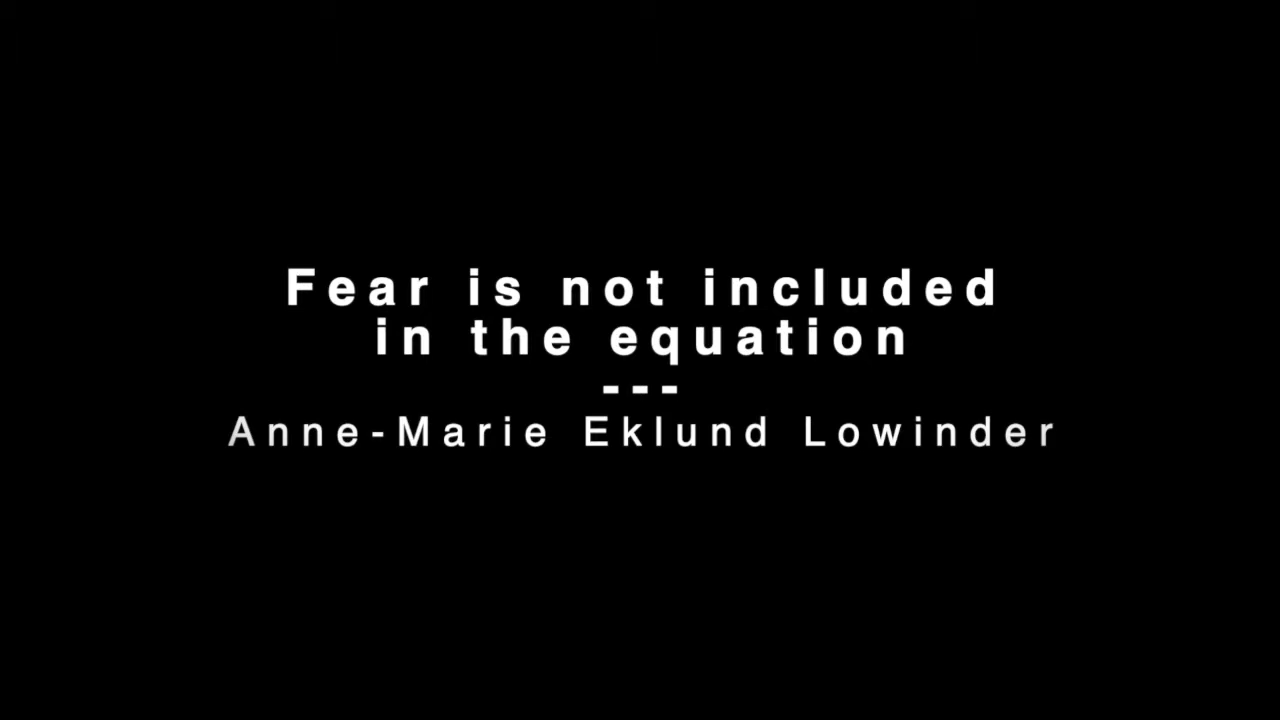 Fear is not included
in the equation
---
Anne-Marie Eklund Lowinder